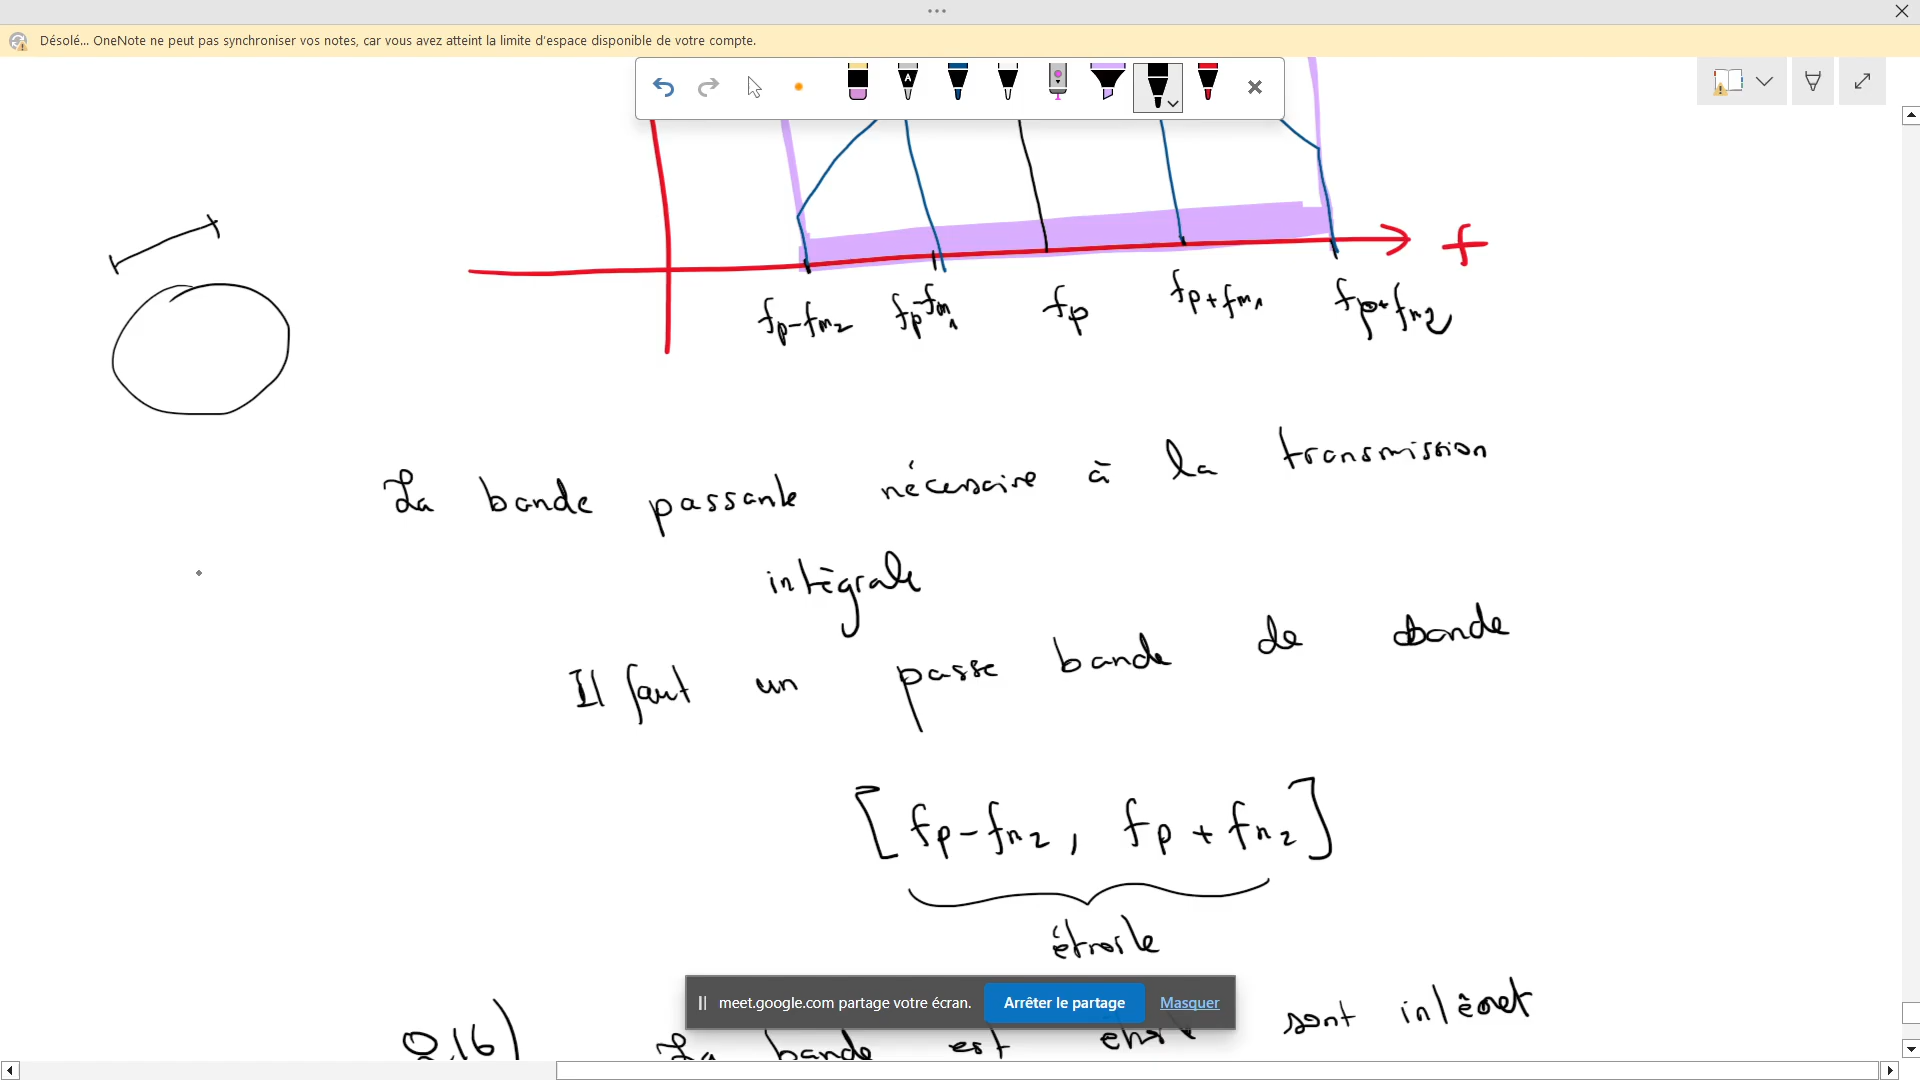 Désolé... OneNote ne peut pas synchroniser vos notes, car vous avez atteint la limite d'espace disponible de votre compte.
A
f
fp-fm2 fp-fm1 fp fp+fm1 fp+fm2
La bande passante nécessaire à la transmission
intégrale
Il faut un passe bande de bande
[fp-fm2, fp+fm2]
étroite
meet.google.com partage votre écran. Arrêter le partage Masquer
Q16) La bande est sont intêret